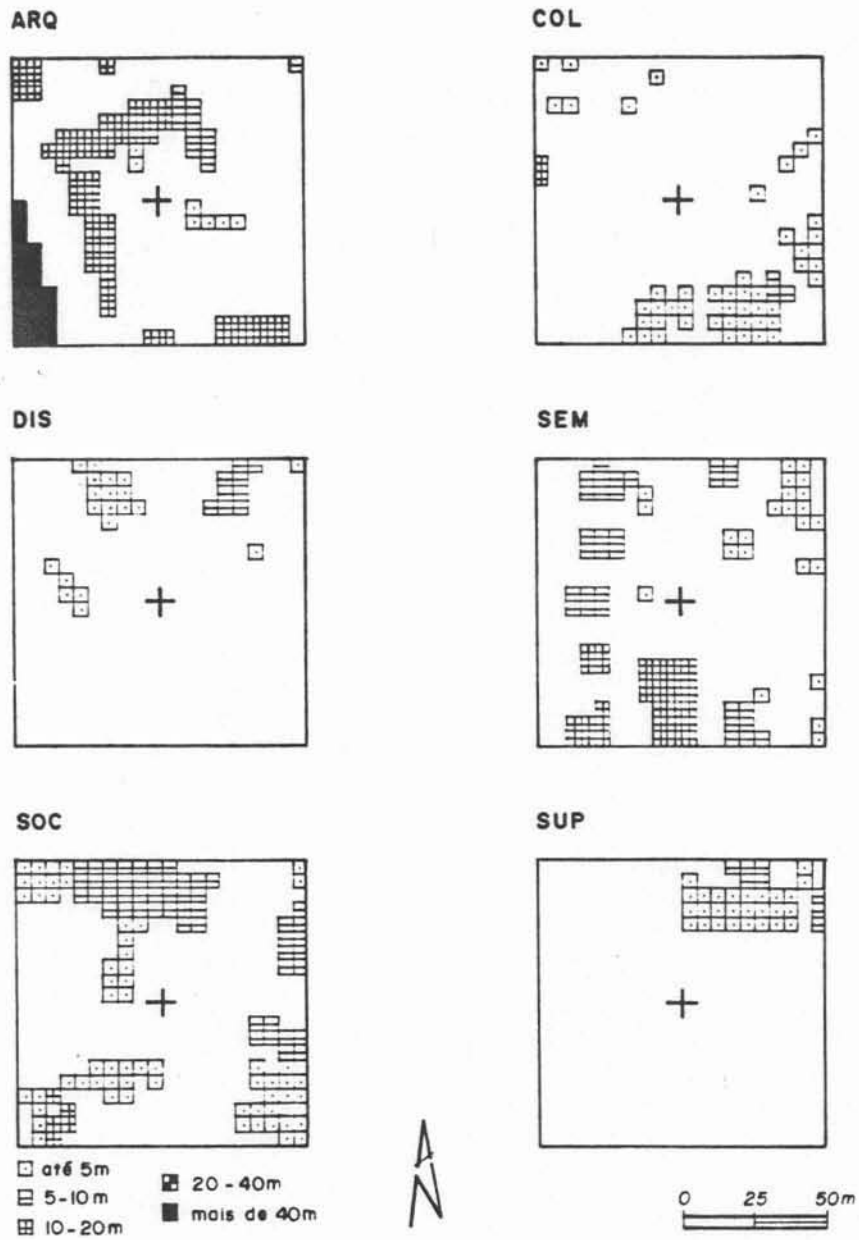 ARQ
COL
DIS
SEM
SOC
SUP
até 5m
5-10m
10-20m
20-40m
mais de 40m
N
0 25 50m